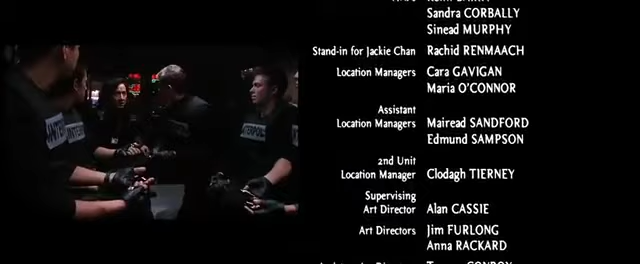 Sandra CORBALLY
Sinead MURPHY
Stand-in for Jackie Chan Rachid RENMAACH
Location Managers Cara GAVIGAN
Maria O'CONNOR
Assistant
Location Managers Mairead SANDFORD
Edmund SAMPSON
2nd Unit
Location Manager Clodagh TIERNEY
Supervising
Art Director Alan CASSIE
Art Directors Jim FURLONG
Anna RACKARD
INTERPOL